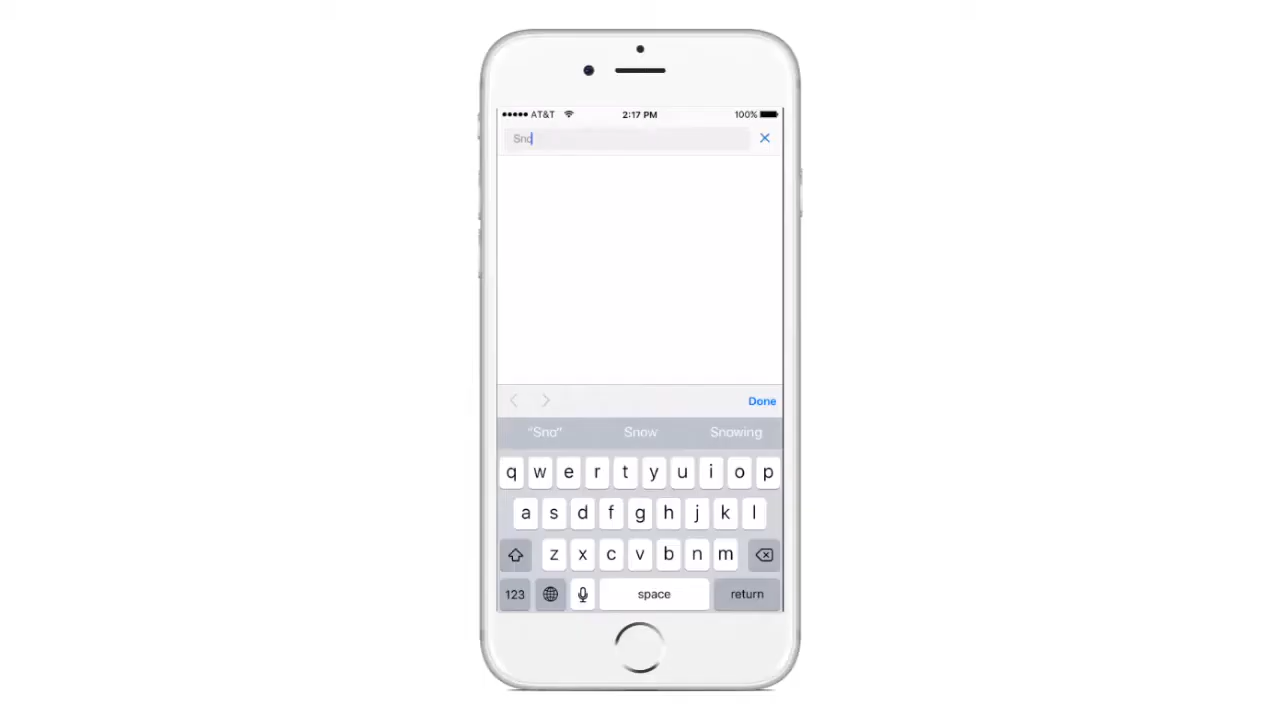 AT&T 2:17 PM 100%
Sno
Done
"Sno" Snow Snowing
q w e r t y u i o p
a s d f g h j k l
z x c v b n m
123 space return